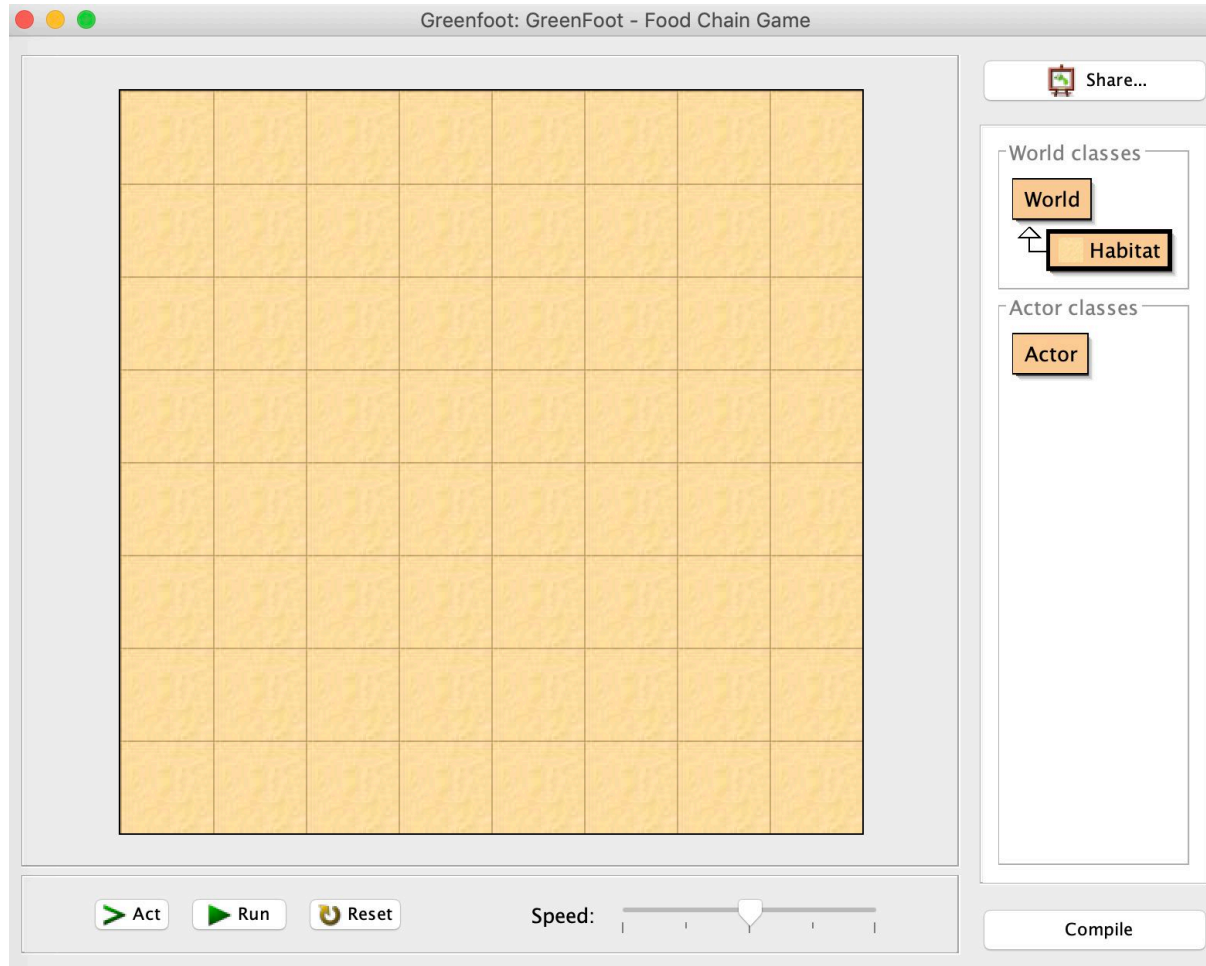 Greenfoot: GreenFoot - Food Chain Game
Share...
World classes
World
Habitat
Actor classes
Actor
Act
Run
Reset
Speed:
Compile